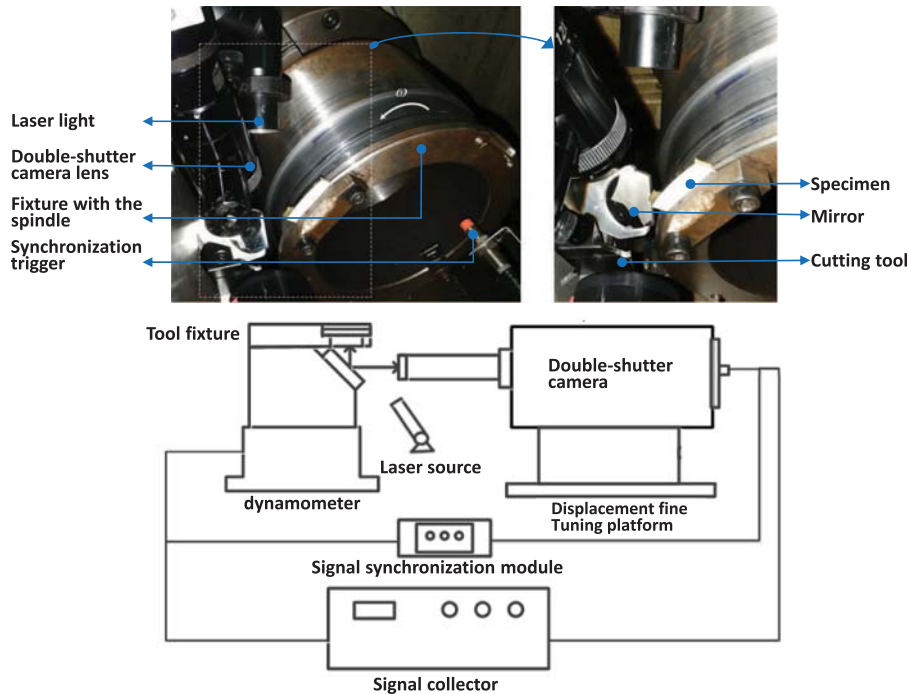 ω
Laser light
Double-shutter
camera lens
Fixture with the
spindle
Synchronization
trigger
Specimen
Mirror
Cutting tool
Tool fixture
Double-shutter
camera
Laser source
dynamometer
Displacement fine
Tuning platform
Signal synchronization module
Signal collector